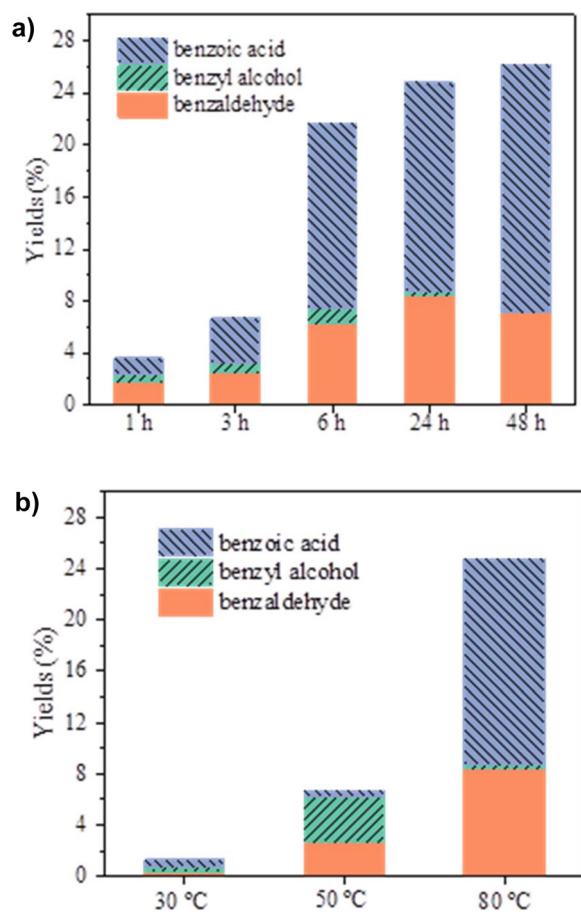 a)
28
24
20
16
12
8
4
0
Yields (%)
benzoic acid
benzyl alcohol
benzaldehyde
1 h 3 h 6 h 24 h 48 h
b)
28
24
20
16
12
8
4
0
Yields (%)
benzoic acid
benzyl alcohol
benzaldehyde
30 °C 50 °C 80 °C